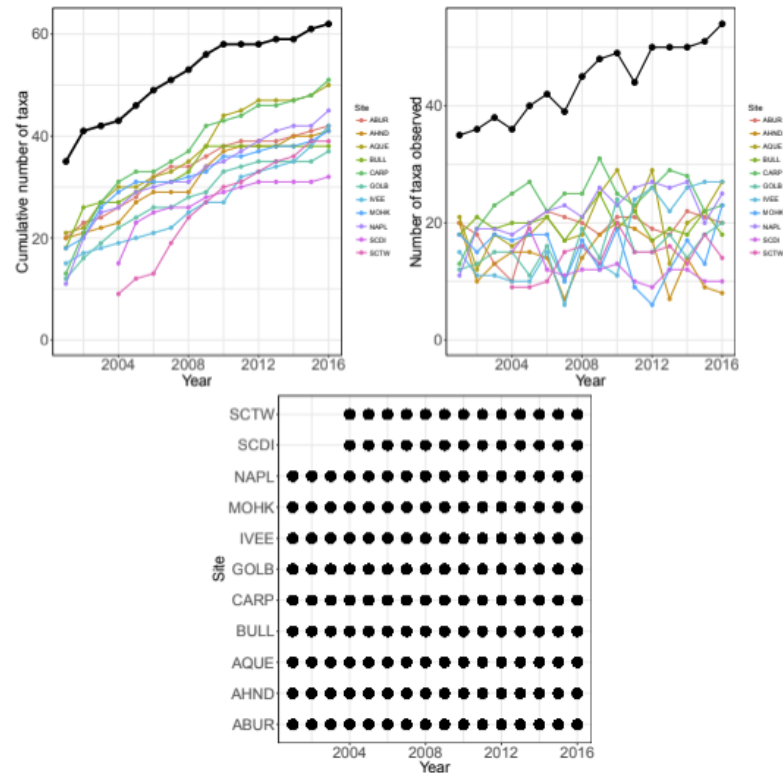 Cumulative number of taxa
60
40
20
0
2004 2008 2012 2016
Year
Site
ABUR
AHND
AQUE
BULL
CARP
GOLB
IVEE
MOHK
NAPL
SCDI
SCTW
Number of taxa observed
40
20
0
2004 2008 2012 2016
Year
Site
ABUR
AHND
AQUE
BULL
CARP
GOLB
IVEE
MOHK
NAPL
SCDI
SCTW
Site
SCTW
SCDI
NAPL
MOHK
IVEE
GOLB
CARP
BULL
AQUE
AHND
ABUR
2004 2008 2012 2016
Year